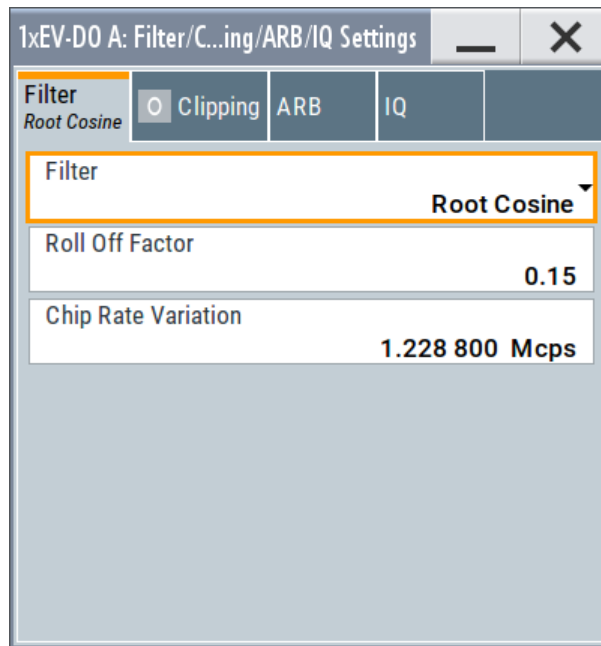 1xEV-DO A: Filter/C...ing/ARB/IQ Settings
Filter
Root Cosine
O Clipping
ARB
IQ
Filter
Root Cosine
Roll Off Factor
0.15
Chip Rate Variation
1.228 800 Mcps